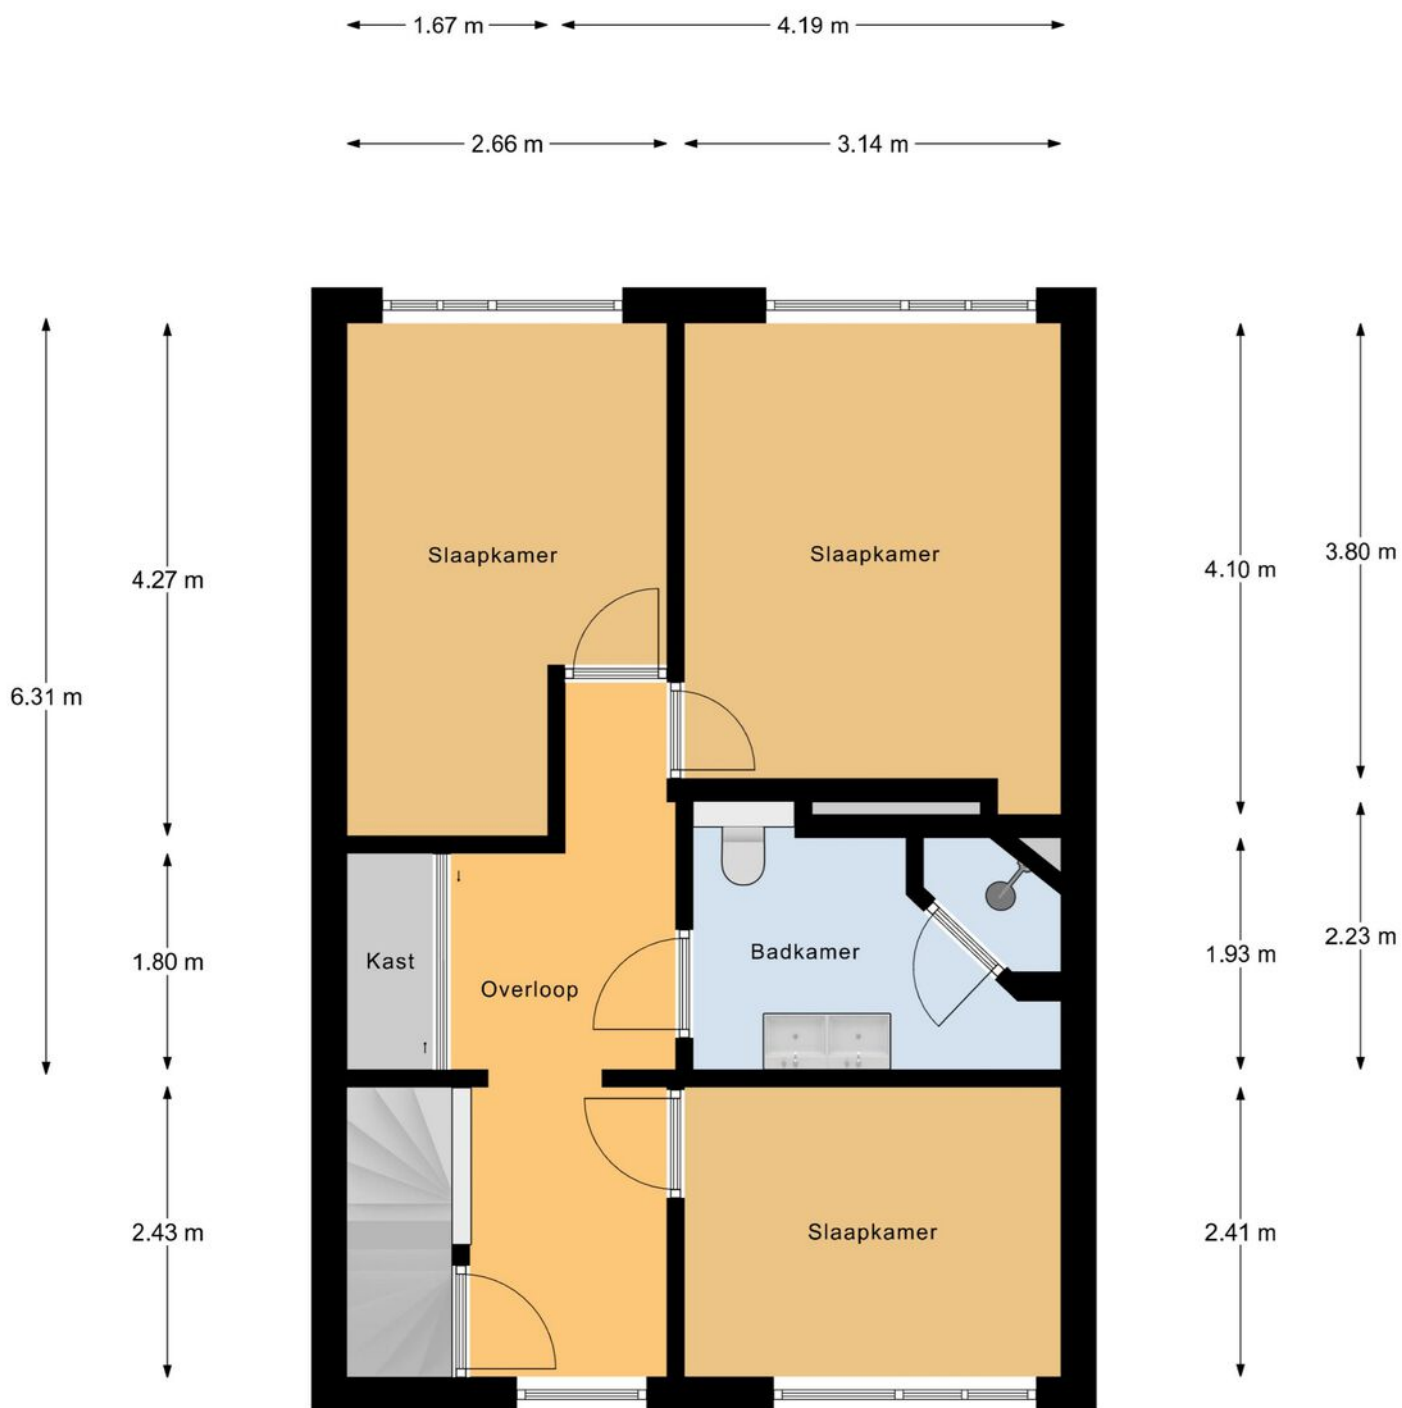 1.67 m 4.19 m
2.66 m 3.14 m
Slaapkamer Slaapkamer
3.80 m
4.27 m 4.10 m
6.31 m
2.23 m
Badkamer
1.80 m Kast 1.93 m
Overloop
2.43 m Slaapkamer 2.41 m